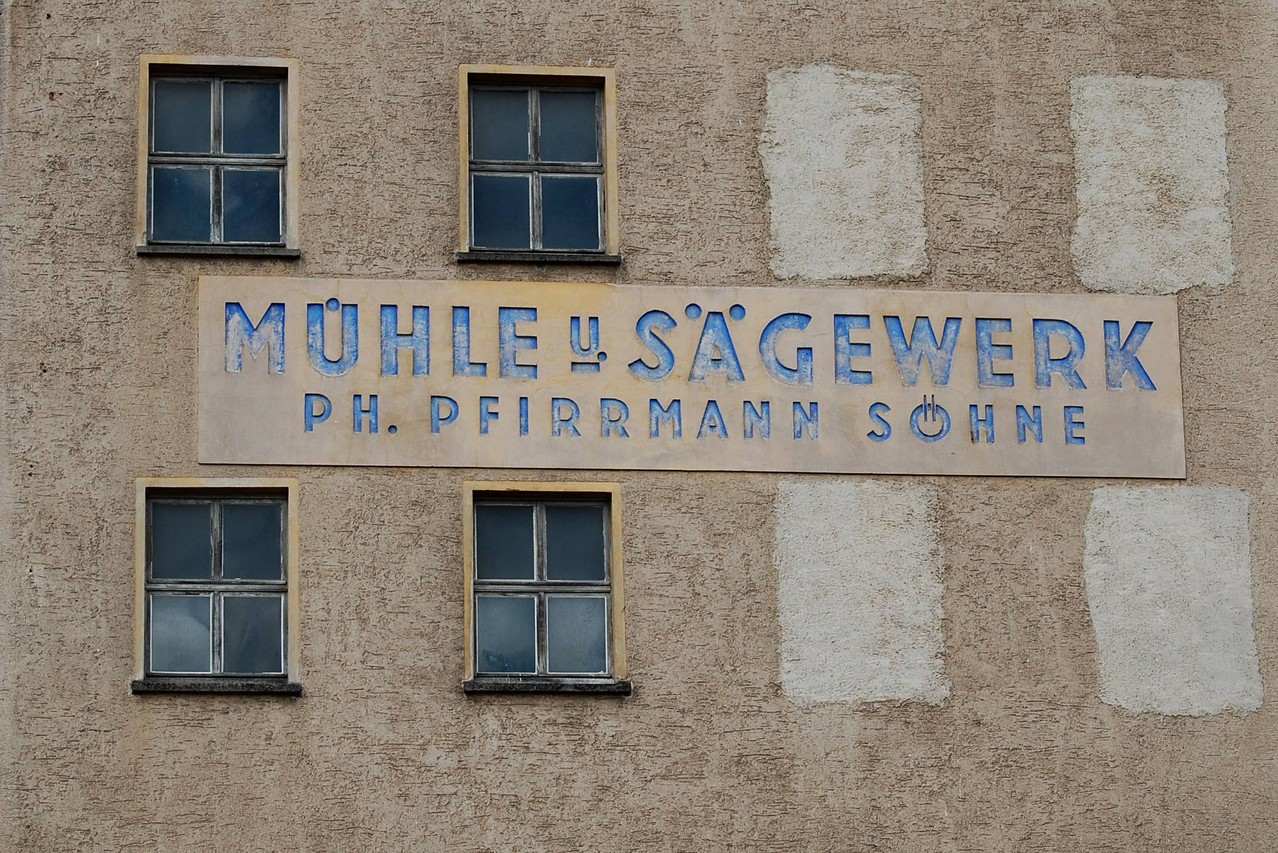 MÜHLE u. SÄGEWERK
PH. PFIRRMANN SÖHNE